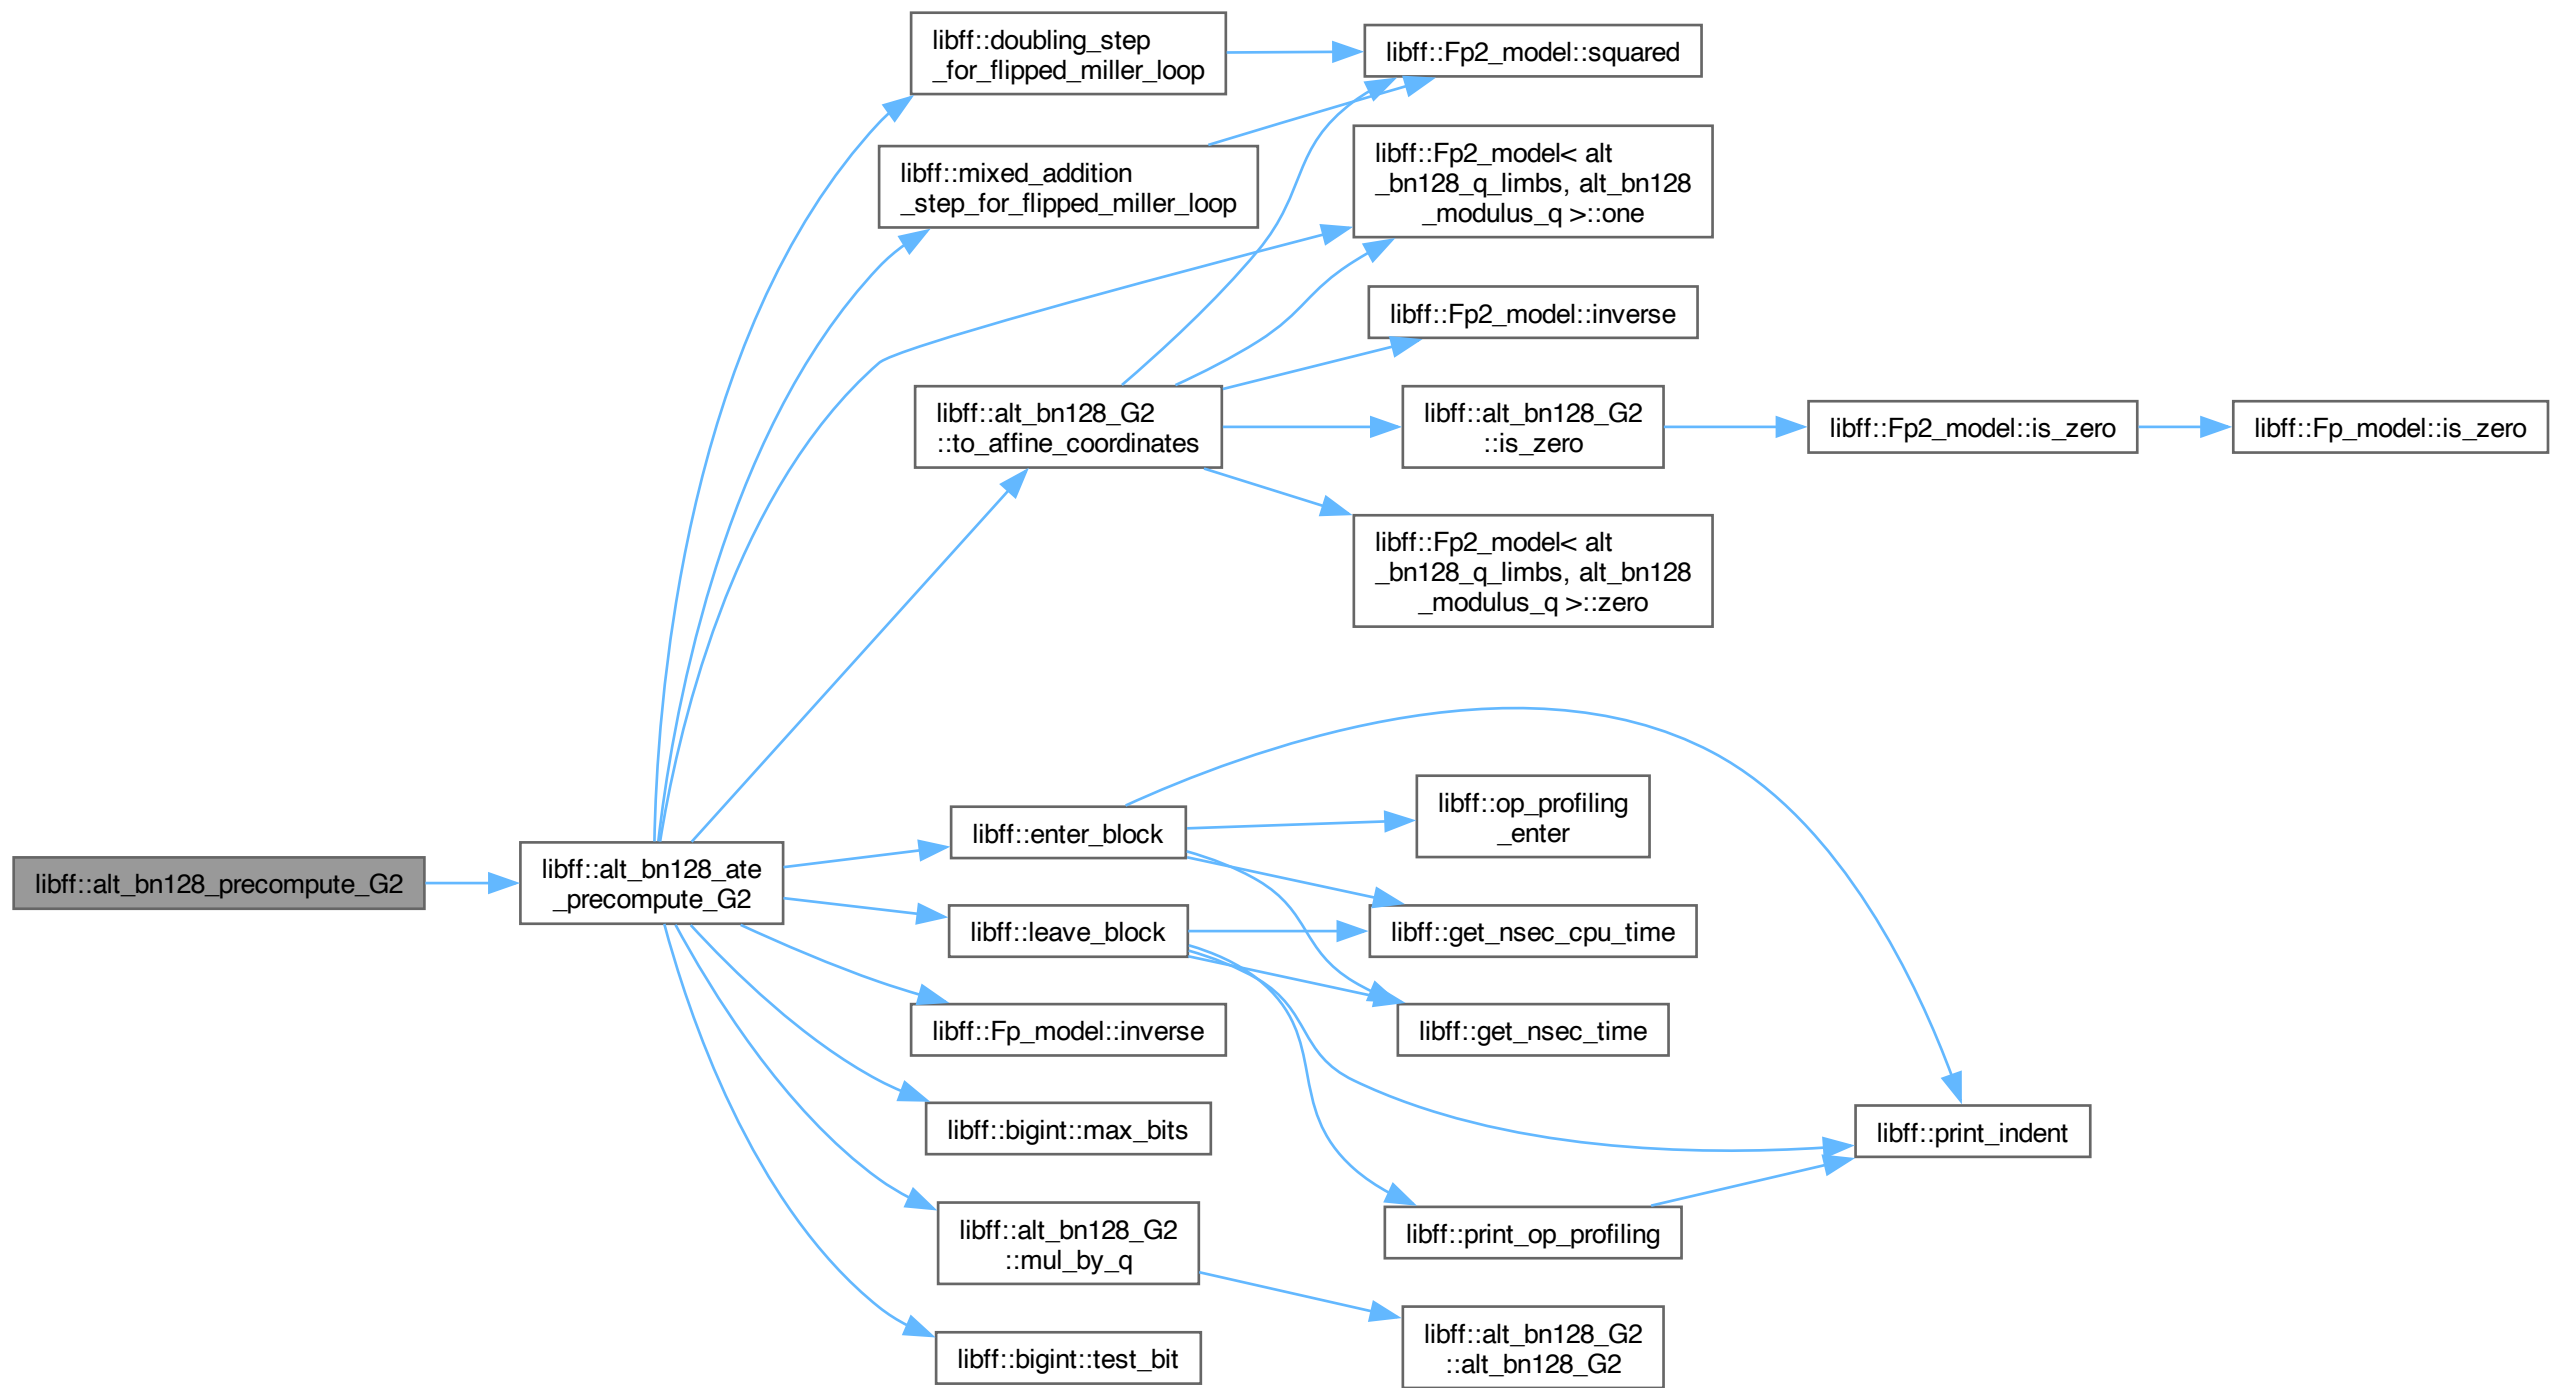 libff::doubling_step
_for_flipped_miller_loop
libff::Fp2_model::squared
libff::mixed_addition
_step_for_flipped_miller_loop
libff::Fp2_model< alt
_bn128_q_limbs, alt_bn128
_modulus_q >::one
libff::Fp2_model::inverse
libff::alt_bn128_G2
::to_affine_coordinates
libff::alt_bn128_G2
::is_zero
libff::Fp2_model::is_zero
libff::Fp_model::is_zero
libff::Fp2_model< alt
_bn128_q_limbs, alt_bn128
_modulus_q >::zero
libff::op_profiling
_enter
libff::enter_block
libff::alt_bn128_precompute_G2
libff::alt_bn128_ate
_precompute_G2
libff::leave_block
libff::get_nsec_cpu_time
libff::Fp_model::inverse
libff::get_nsec_time
libff::bigint::max_bits
libff::print_indent
libff::alt_bn128_G2
::mul_by_q
libff::print_op_profiling
libff::bigint::test_bit
libff::alt_bn128_G2
::alt_bn128_G2